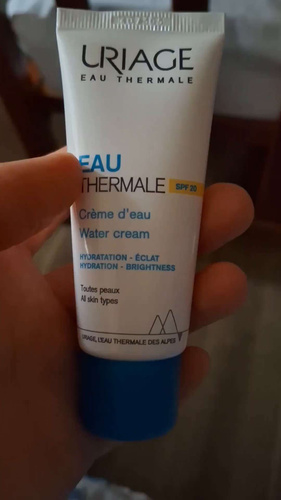 URIAGE
EAU THERMALE
EAU
THERMALE SPF 20
Crème d'eau
Water cream
HYDRATATION - ÉCLAT
HYDRATION - BRIGHTNESS
Toutes peaux
All skin types
URIAGE, L'EAU THERMALE DES ALPES